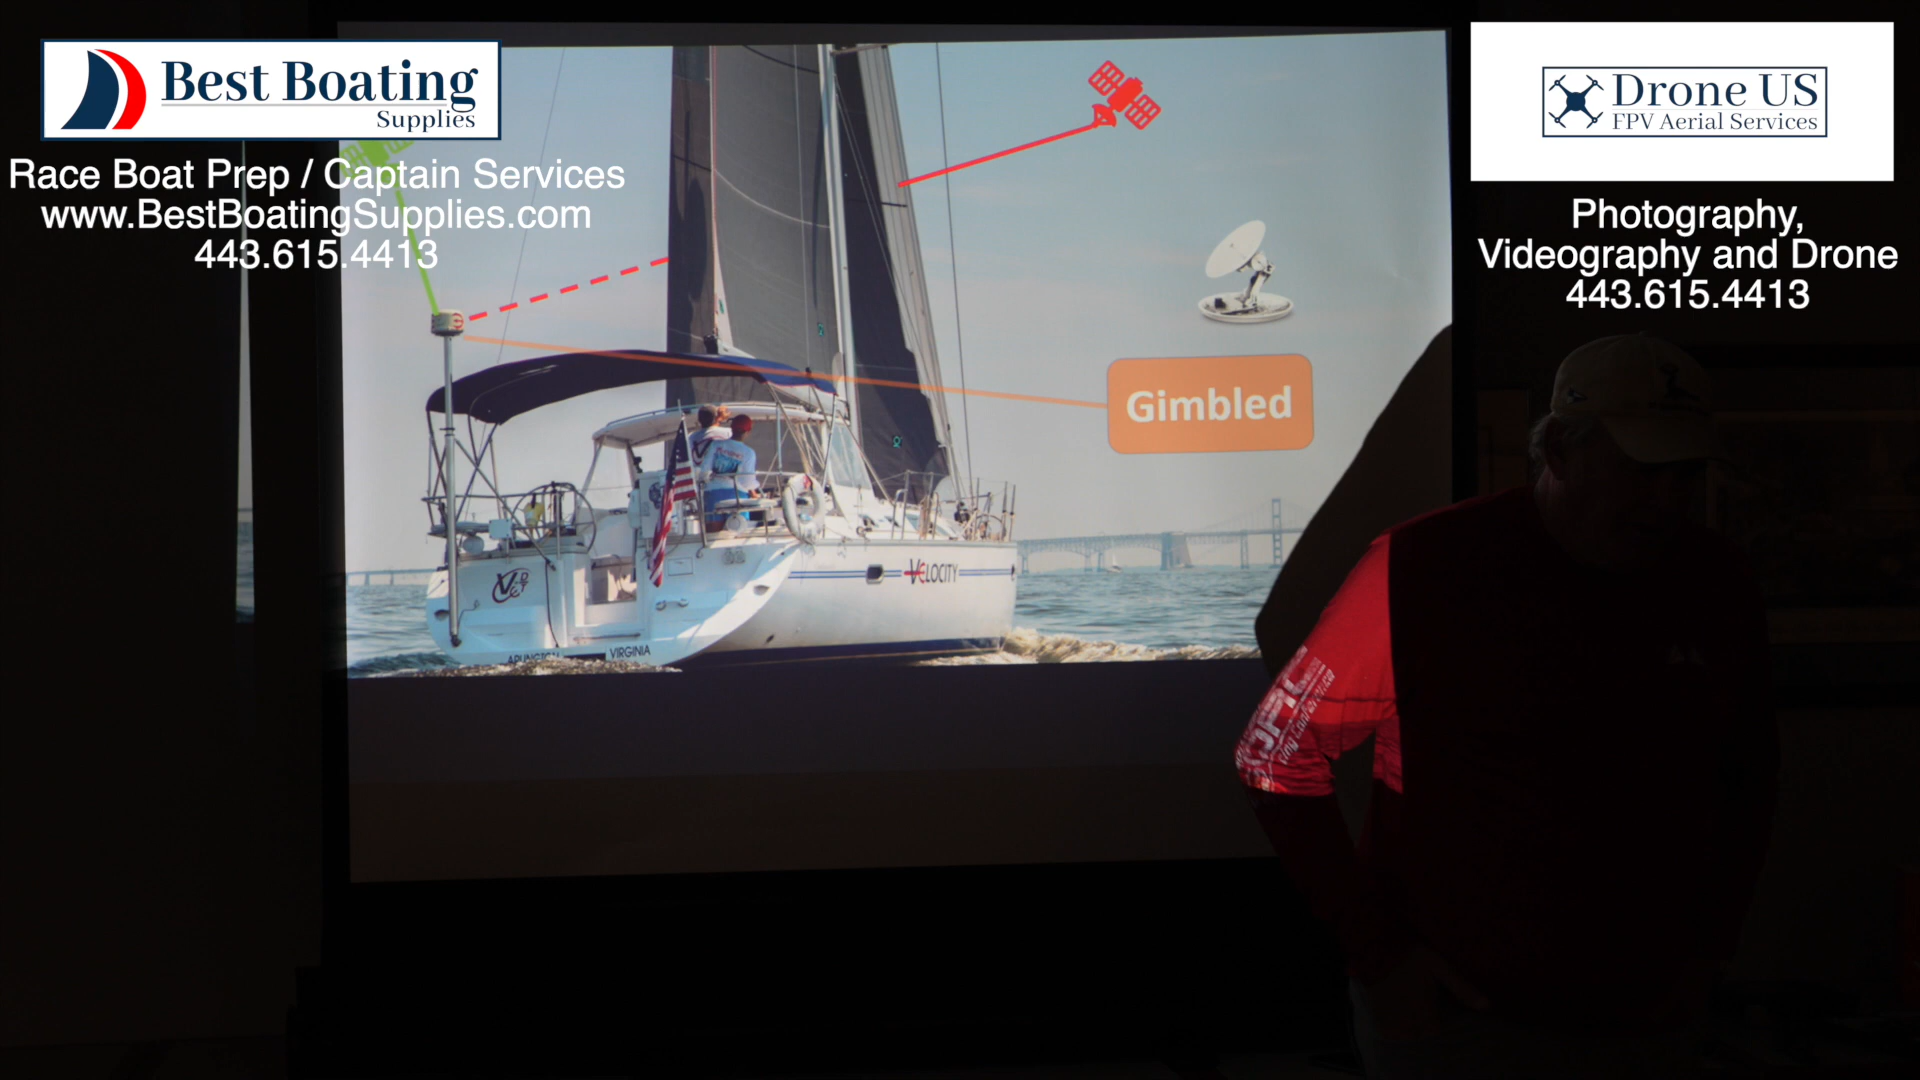 Best Boating
Supplies
Race Boat Prep / Captain Services
www.BestBoatingSupplies.com
443.615.4413
Drone US
FPV Aerial Services
Photography,
Videography and Drone
443.615.4413
Gimbled
VELOCITY
VIRGINIA